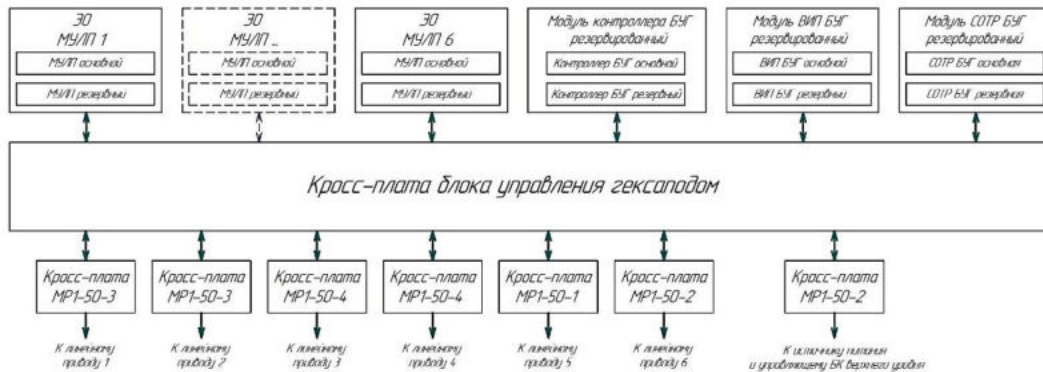 ЭО
МУЛП 1
МУЛП основной
МУЛП резервный
ЭО
МУЛП ...
МУЛП основной
МУЛП резервный
ЭО
МУЛП 6
МУЛП основной
МУЛП резервный
Модуль контроллера БУГ
резервированный
Контроллер БУГ основной
Контроллер БУГ резервный
Модуль ВИП БУГ
резервированный
ВИП БУГ основной
ВИП БУГ резервный
Модуль СОТР БУГ
резервированный
СОТР БУГ основная
СОТР БУГ резервная
Кросс-плата блока управления гексаподом
Кросс-плата
МР1-50-3
Кросс-плата
МР1-50-3
Кросс-плата
МР1-50-4
Кросс-плата
МР1-50-4
Кросс-плата
МР1-50-1
Кросс-плата
МР1-50-2
Кросс-плата
МР1-50-2
К линейному
приводу 1
К линейному
приводу 2
К линейному
приводу 3
К линейному
приводу 4
К линейному
приводу 5
К линейному
приводу 6
К источнику питания
и управляющему БК верхнего уровня